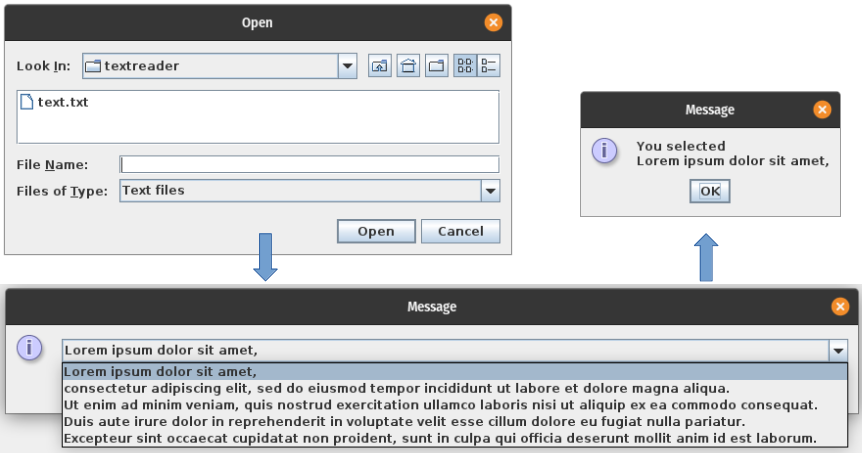 Open
Look In: textreader
text.txt
File Name:
Files of Type: Text files
Open Cancel
Message
You selected
Lorem ipsum dolor sit amet,
OK
Message
Lorem ipsum dolor sit amet,
Lorem ipsum dolor sit amet,
consectetur adipiscing elit, sed do eiusmod tempor incididunt ut labore et dolore magna aliqua.
Ut enim ad minim veniam, quis nostrud exercitation ullamco laboris nisi ut aliquip ex ea commodo consequat.
Duis aute irure dolor in reprehenderit in voluptate velit esse cillum dolore eu fugiat nulla pariatur.
Excepteur sint occaecat cupidatat non proident, sunt in culpa qui officia deserunt mollit anim id est laborum.